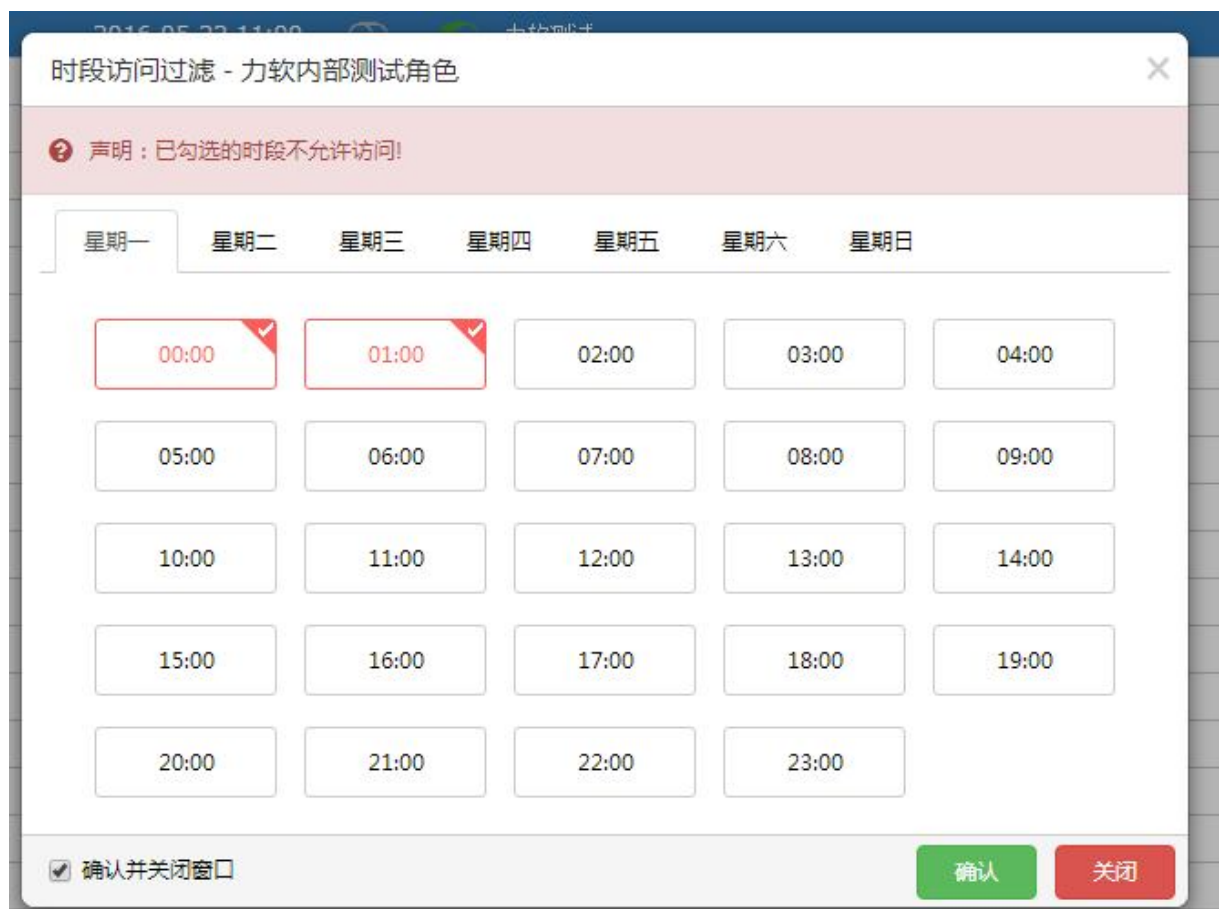 时段访问过滤 - 力软内部测试角色
声明：已勾选的时段不允许访问!
星期一 星期二 星期三 星期四 星期五 星期六 星期日
00:00 01:00 02:00 03:00 04:00
05:00 06:00 07:00 08:00 09:00
10:00 11:00 12:00 13:00 14:00
15:00 16:00 17:00 18:00 19:00
20:00 21:00 22:00 23:00
确认并关闭窗口 确认 关闭